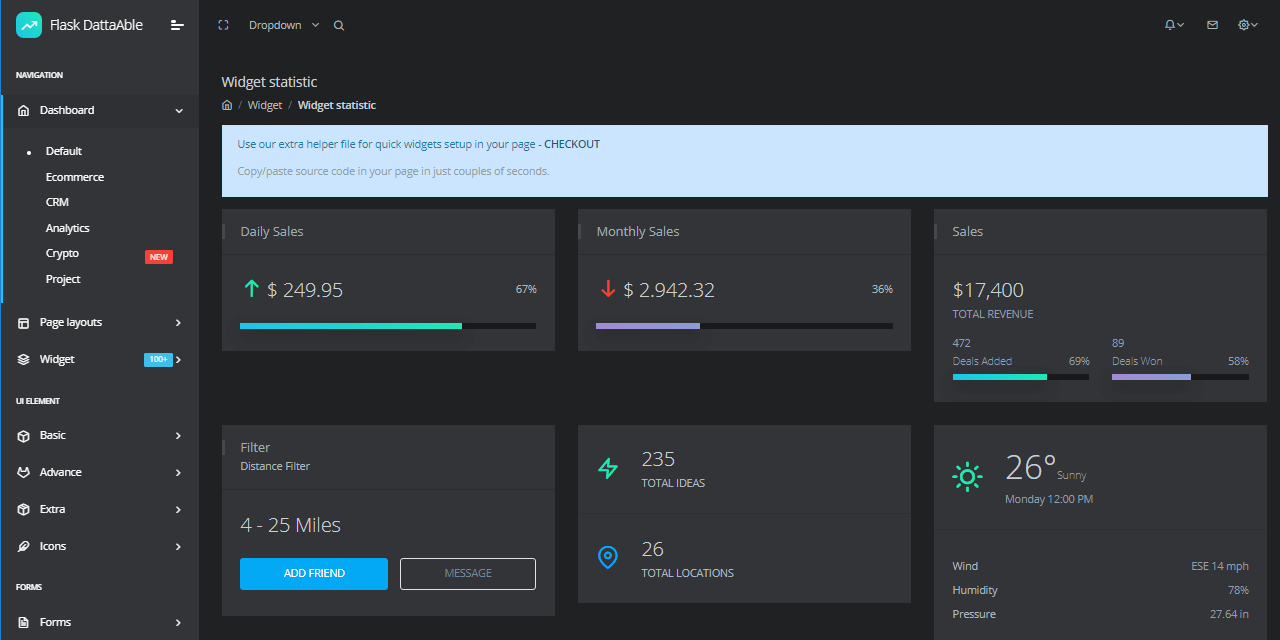 Flask DattaAble
NAVIGATION
Dashboard
Default
Ecommerce
CRM
Analytics
Crypto NEW
Project
Page layouts
Widget 100+
UI ELEMENT
Basic
Advance
Extra
Icons
FORMS
Forms
Dropdown
Widget statistic
/ Widget / Widget statistic
Use our extra helper file for quick widgets setup in your page - CHECKOUT
Copy/paste source code in your page in just couples of seconds.
Daily Sales
$ 249.95 67%
Monthly Sales
$ 2.942.32 36%
Sales
$17,400
TOTAL REVENUE
472
Deals Added 69%
89
Deals Won 58%
Filter
Distance Filter
4 - 25 Miles
ADD FRIEND MESSAGE
235
TOTAL IDEAS
26
TOTAL LOCATIONS
26° Sunny
Monday 12:00 PM
Wind ESE 14 mph
Humidity 78%
Pressure 27.64 in